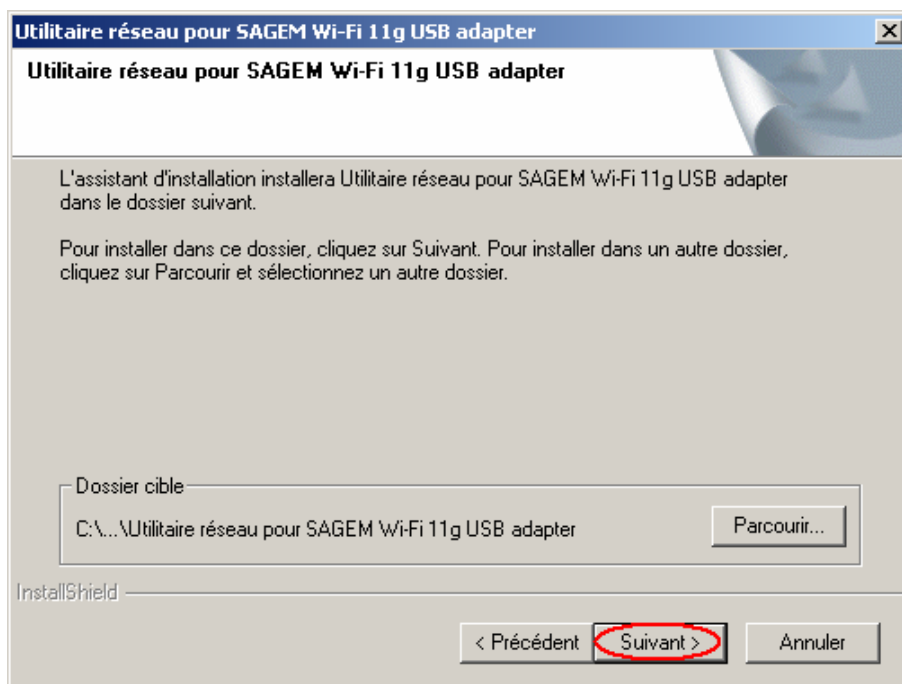 Utilitaire réseau pour SAGEM Wi-Fi 11g USB adapter
Utilitaire réseau pour SAGEM Wi-Fi 11g USB adapter
L'assistant d'installation installera Utilitaire réseau pour SAGEM Wi-Fi 11g USB adapter
dans le dossier suivant.
Pour installer dans ce dossier, cliquez sur Suivant. Pour installer dans un autre dossier,
cliquez sur Parcourir et sélectionnez un autre dossier.
Dossier cible
C:\...\Utilitaire réseau pour SAGEM Wi-Fi 11g USB adapter
Parcourir...
InstallShield
< Précédent
Suivant >
Annuler